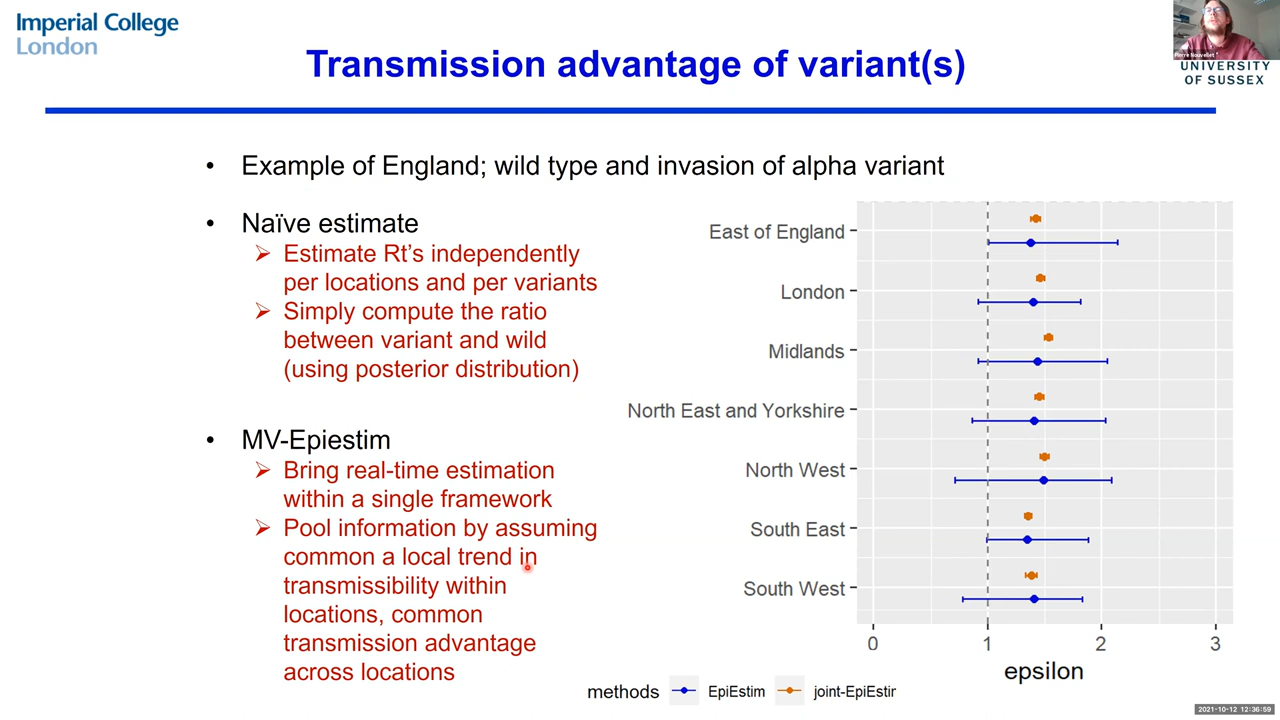 Imperial College
London
Transmission advantage of variant(s)
Pierre Nouvellet
UNIVERSITY
OF SUSSEX
• Example of England; wild type and invasion of alpha variant
• Naïve estimate
➢ Estimate Rt’s independently
per locations and per variants
➢ Simply compute the ratio
between variant and wild
(using posterior distribution)
• MV-Epiestim
➢ Bring real-time estimation
within a single framework
➢ Pool information by assuming
common a local trend in
transmissibility within
locations, common
transmission advantage
across locations
East of England
London
Midlands
North East and Yorkshire
North West
South East
South West
0 1 2 3
epsilon
methods EpiEstim joint-EpiEstir
2021-10-12 12:36:59